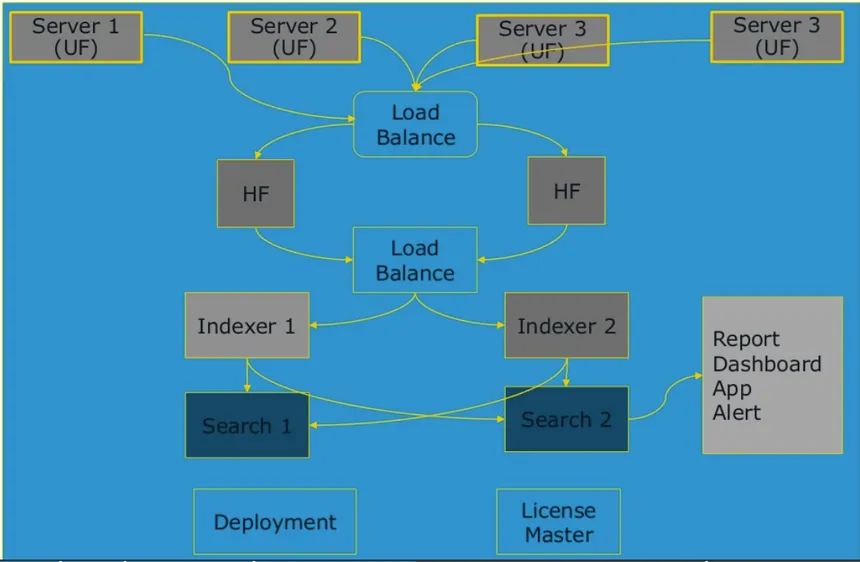 Server 1
(UF)
Server 2
(UF)
Server 3
(UF)
Server 3
(UF)
Load
Balance
HF
HF
Load
Balance
Indexer 1
Indexer 2
Report
Dashboard
App
Alert
Search 1
Search 2
Deployment
License
Master